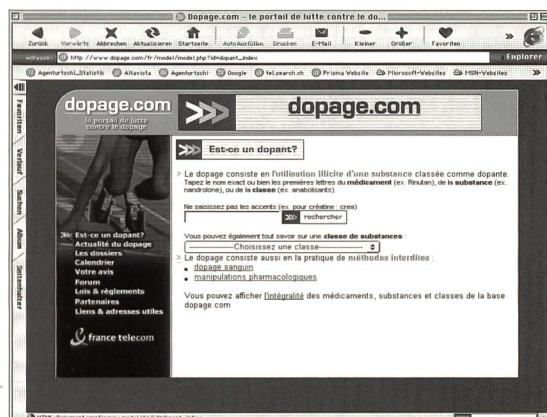 Dopage.com – le portail de lutte contre le do...
Zurück Vorwärts Abbrechen Aktualisieren Startseite AutoAusfüllen Drucken E-Mail Kleiner Größer Favoriten »
Adresse: http://www.dopage.com/fr/model/model.php?id=dopant_index Explorer
Agenturtschi_Statistik Altavista Agenturtschi Google tel.search.ch Prisma Website Microsoft-Websites MSN-Websites »
Favoriten
Verlauf
Suchen
Album
Seitenhalter
dopage.com
le portail de lutte
contre le dopage
dopage.com
Est-ce un dopant?
Actualité du dopage
Les dossiers
Calendrier
Votre avis
Forum
Lois & règlements
Partenaires
Liens & adresses utiles
france telecom
Est-ce un dopant?
> Le dopage consiste en l'utilisation illicite d'une substance classée comme dopante.
Tapez le nom exact ou bien les premières lettres du médicament (ex. Rinutan), de la substance (ex.
nandrolone), ou de la classe (ex. anabolisants)
Ne saisissez pas les accents (ex. pour créatine : crea)
rechercher
Vous pouvez également tout savoir sur une classe de substances :
------------------Choisissez une classe------------------
> Le dopage consiste aussi en la pratique de méthodes interdites :
• dopage sanguin
• manipulations pharmacologiques
Vous pouvez afficher l'intégralité des médicaments, substances et classes de la base
dopage.com